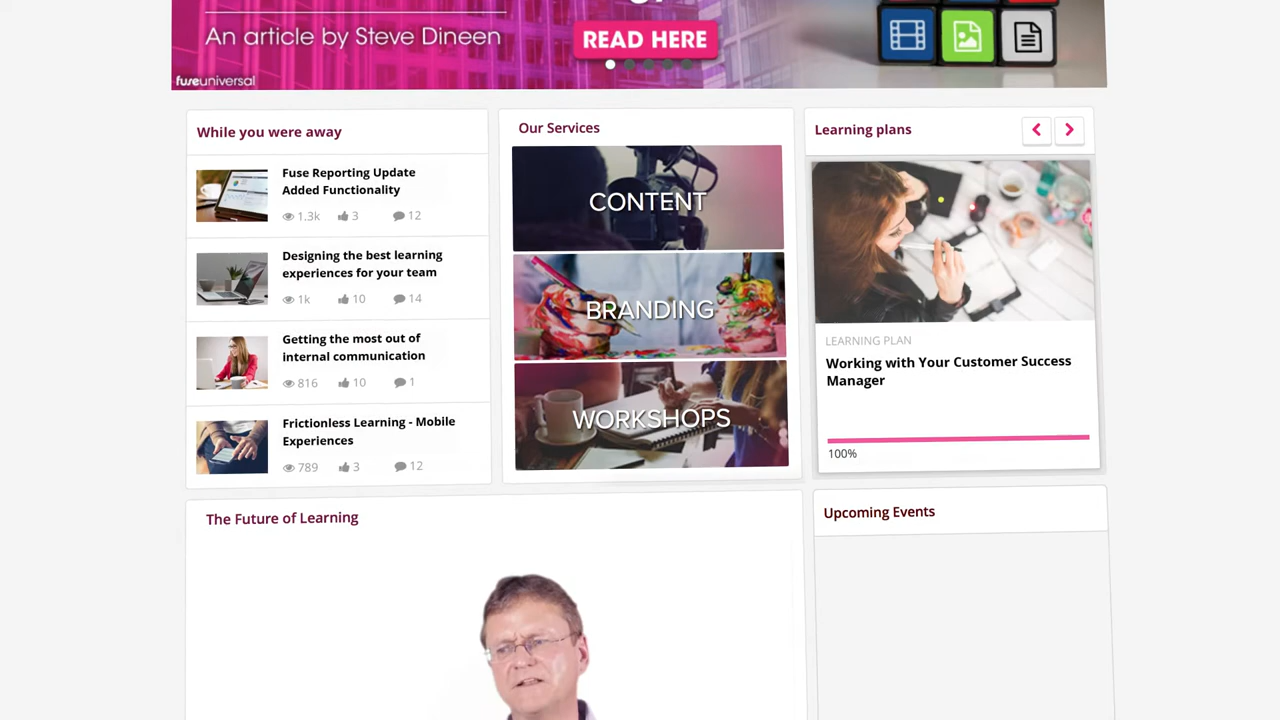 An article by Steve Dineen
READ HERE
fuseuniversal
While you were away
Fuse Reporting Update
Added Functionality
1.3k 3 12
Designing the best learning
experiences for your team
1k 10 14
Getting the most out of
internal communication
816 10 1
Frictionless Learning - Mobile
Experiences
789 3 12
Our Services
CONTENT
BRANDING
WORKSHOPS
Learning plans
LEARNING PLAN
Working with Your Customer Success
Manager
100%
The Future of Learning
Upcoming Events